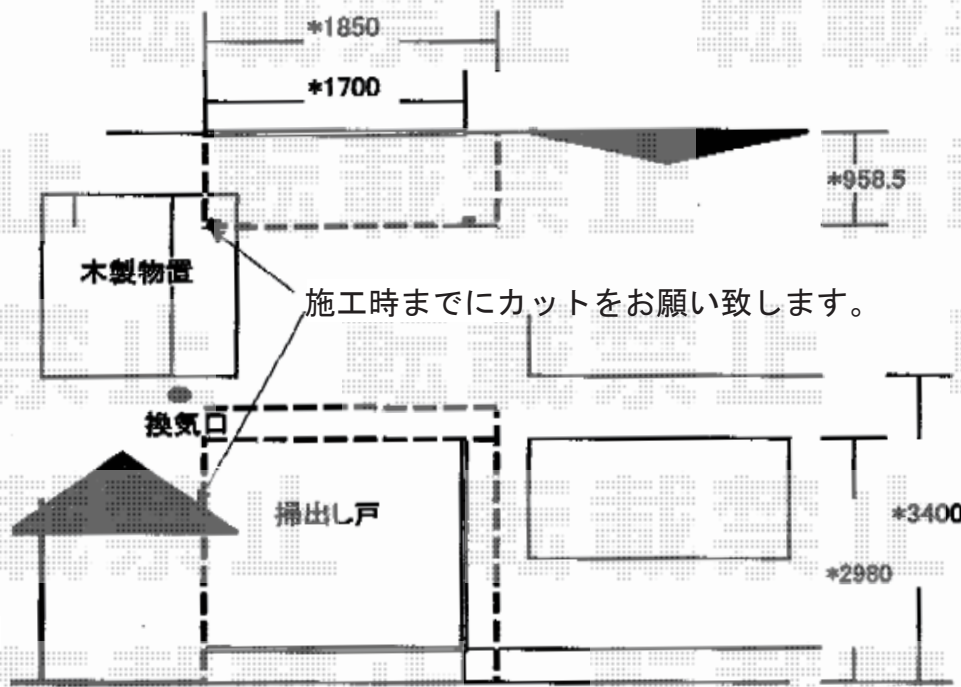 *1850
*1700
*958.5
木製物置
施工時までにカットをお願い致します。
換気口
掃出し戸
*3400
*2980